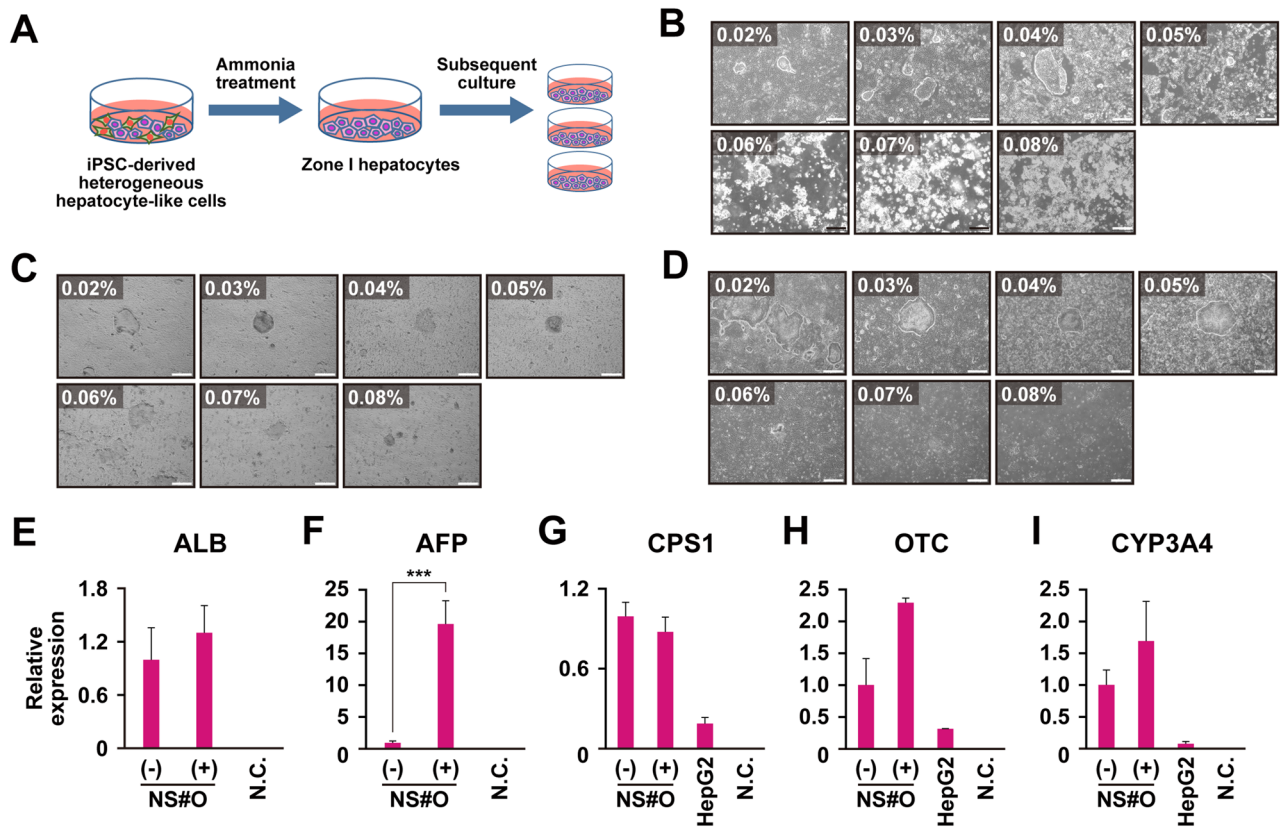 A
Ammonia
treatment
Subsequent
culture
iPSC-derived
heterogeneous
hepatocyte-like cells
Zone I hepatocytes
B
0.02%
0.03%
0.04%
0.05%
0.06%
0.07%
0.08%
C
0.02%
0.03%
0.04%
0.05%
0.06%
0.07%
0.08%
D
0.02%
0.03%
0.04%
0.05%
0.06%
0.07%
0.08%
E
ALB
Relative
expression
1.8
1.2
0.6
0
(-) (+) N.C.
NS#O
F
AFP
***
25
20
15
10
5
0
(-) (+) N.C.
NS#O
G
CPS1
1.2
0.6
0
(-) (+) HepG2 N.C.
NS#O
H
OTC
2.5
2.0
1.5
1.0
0.5
0
(-) (+) HepG2 N.C.
NS#O
I
CYP3A4
2.5
2.0
1.5
1.0
0.5
0
(-) (+) HepG2 N.C.
NS#O